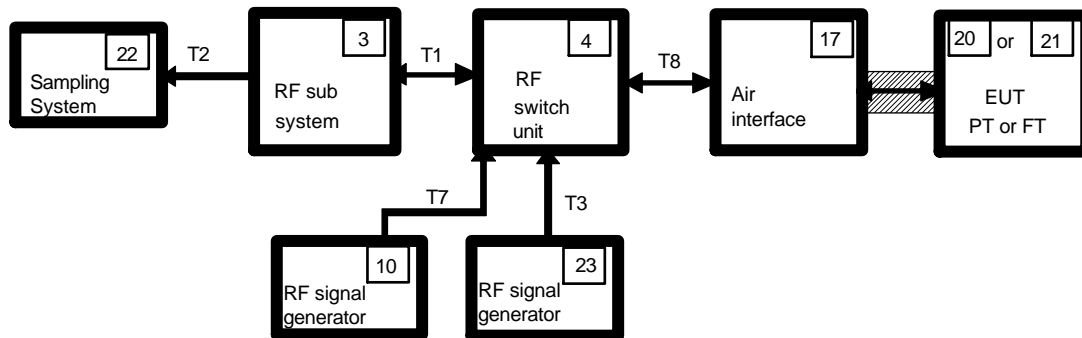 22
T2
Sampling
System
3
T1
RF sub
system
4
T8
RF
switch
unit
17
Air
interface
20 or 21
EUT
PT or FT
T7
T3
10
RF signal
generator
23
RF signal
generator